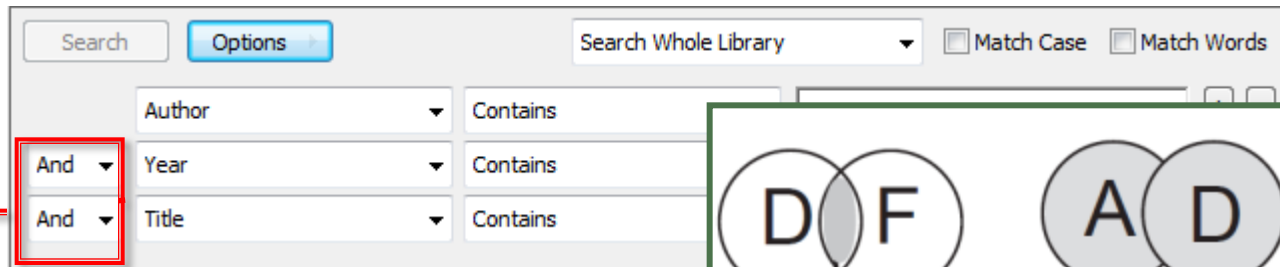 Search Options Search Whole Library Match Case Match Words
Author Contains
And Year Contains
And Title Contains
D F A D